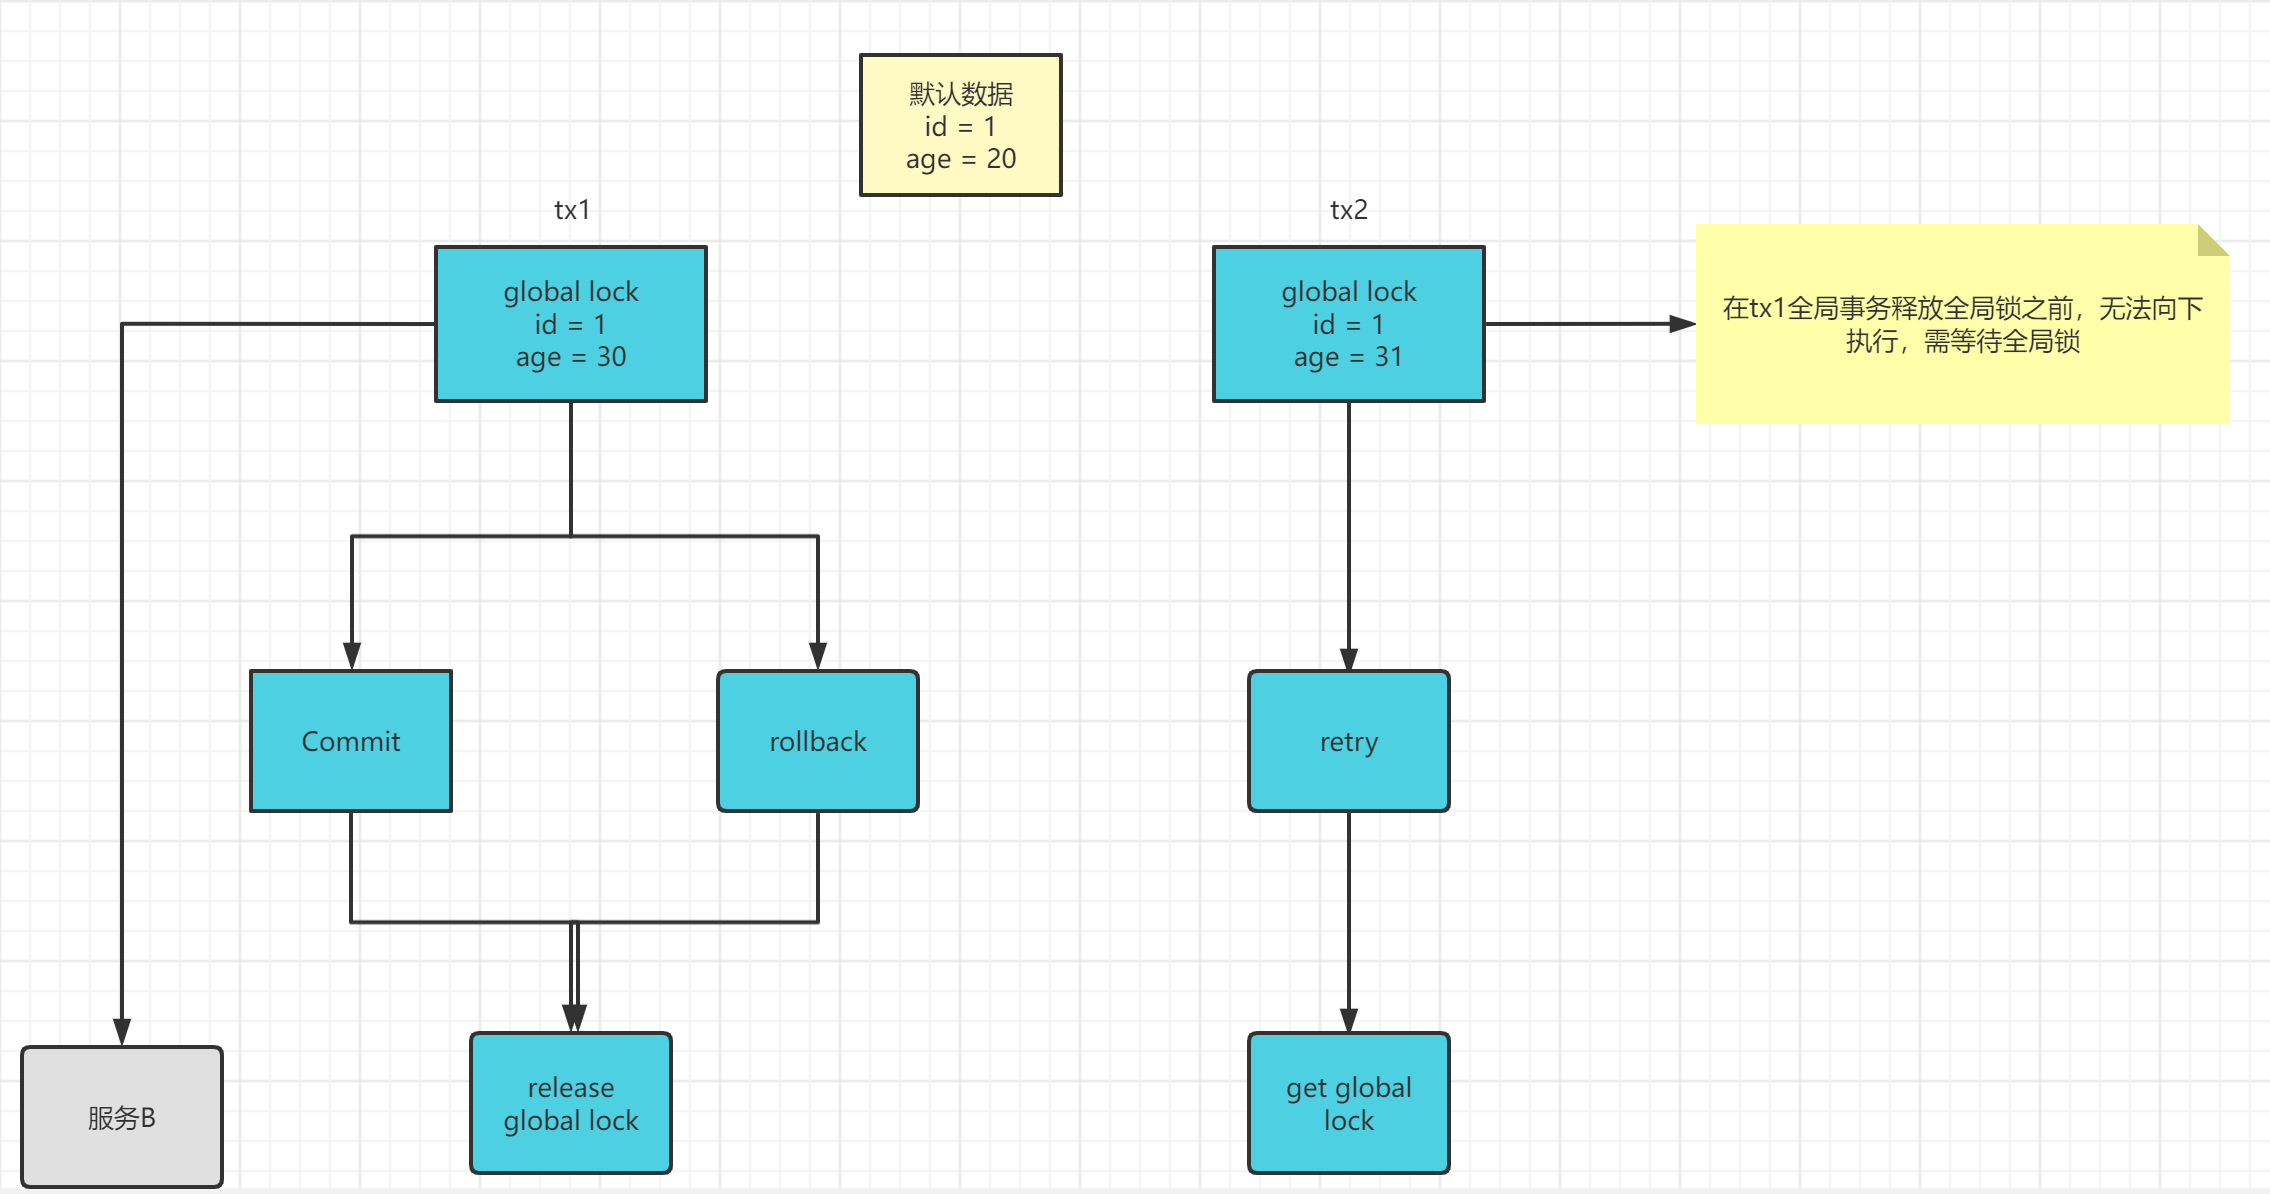 默认数据
id = 1
age = 20
tx1
tx2
global lock
id = 1
age = 30
global lock
id = 1
age = 31
在tx1全局事务释放全局锁之前，无法向下
执行，需等待全局锁
Commit
rollback
retry
服务B
release
global lock
get global
lock